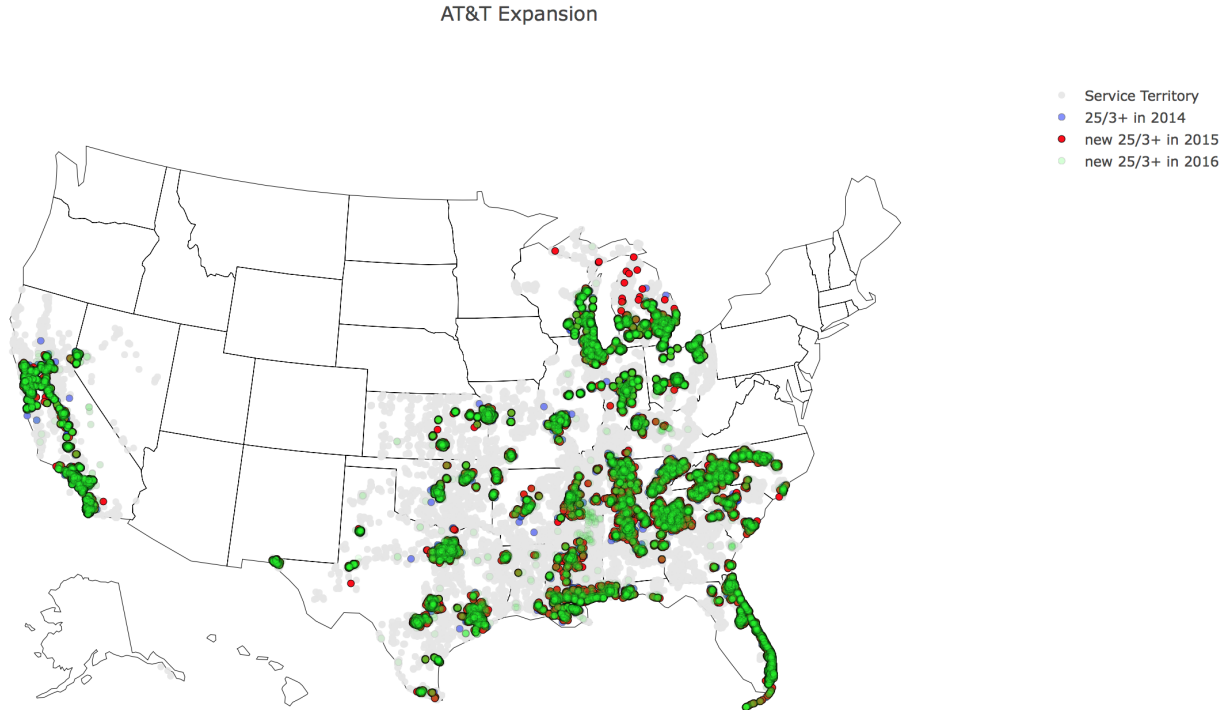 AT&T Expansion
Service Territory
25/3+ in 2014
new 25/3+ in 2015
new 25/3+ in 2016